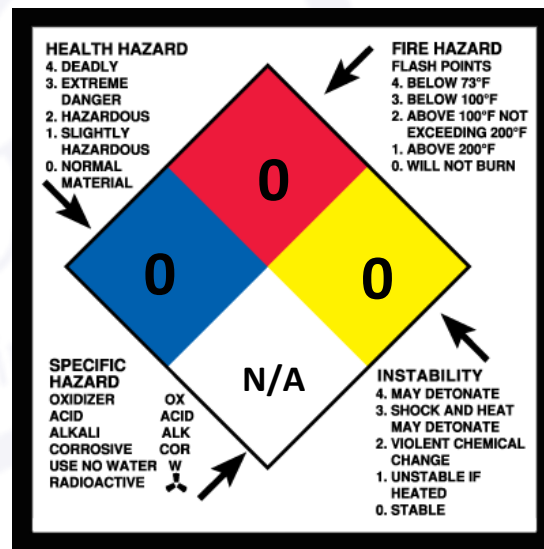 HEALTH HAZARD
4. DEADLY
3. EXTREME
DANGER
2. HAZARDOUS
1. SLIGHTLY
HAZARDOUS
0. NORMAL
MATERIAL
FIRE HAZARD
FLASH POINTS
4. BELOW 73°F
3. BELOW 100°F
2. ABOVE 100°F NOT
EXCEEDING 200°F
1. ABOVE 200°F
0. WILL NOT BURN
0
0
0
N/A
SPECIFIC
HAZARD
OXIDIZER OX
ACID ACID
ALKALI ALK
CORROSIVE COR
USE NO WATER W
RADIOACTIVE
INSTABILITY
4. MAY DETONATE
3. SHOCK AND HEAT
MAY DETONATE
2. VIOLENT CHEMICAL
CHANGE
1. UNSTABLE IF
HEATED
0. STABLE